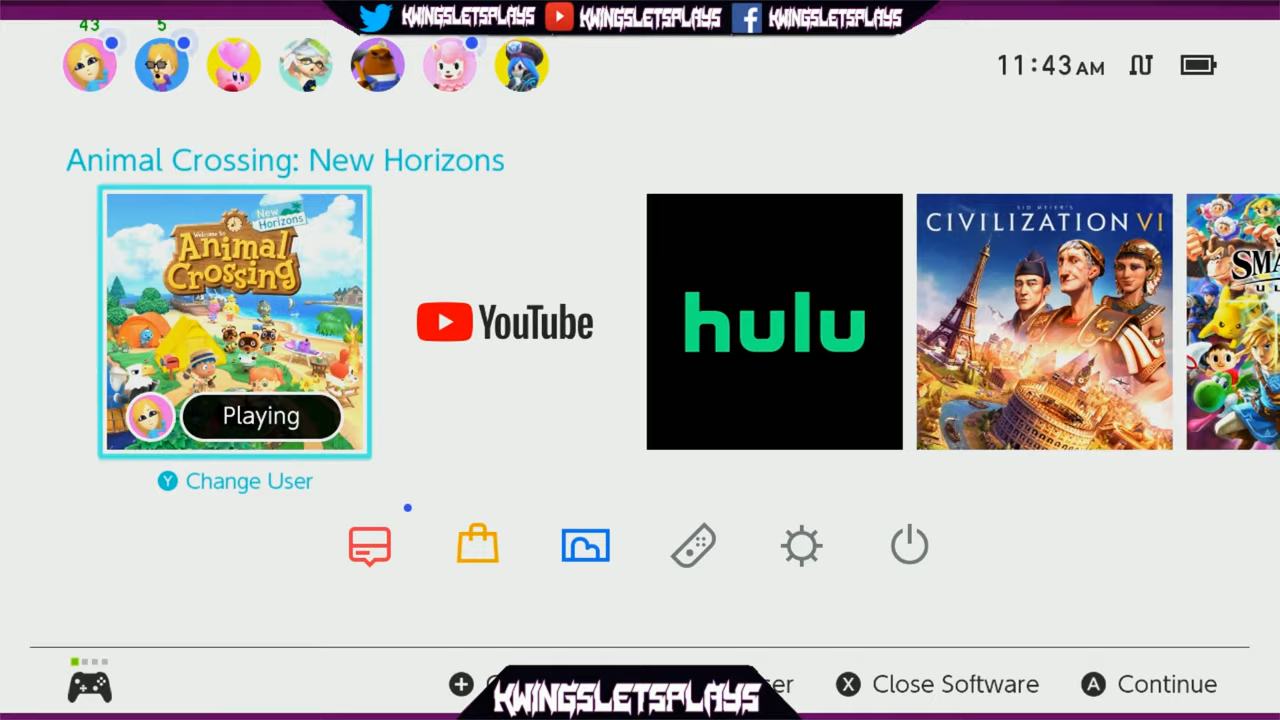 KWINGSLETSPLAYS KWINGSLETSPLAYS KWINGSLETSPLAYS
43 5
11:43 AM
Animal Crossing: New Horizons
Welcome to
New Horizons
Animal Crossing
Playing
YouTube
hulu
SID MEIER'S
CIVILIZATION VI
Y Change User
X Close Software
A Continue
KWINGSLETSPLAYS